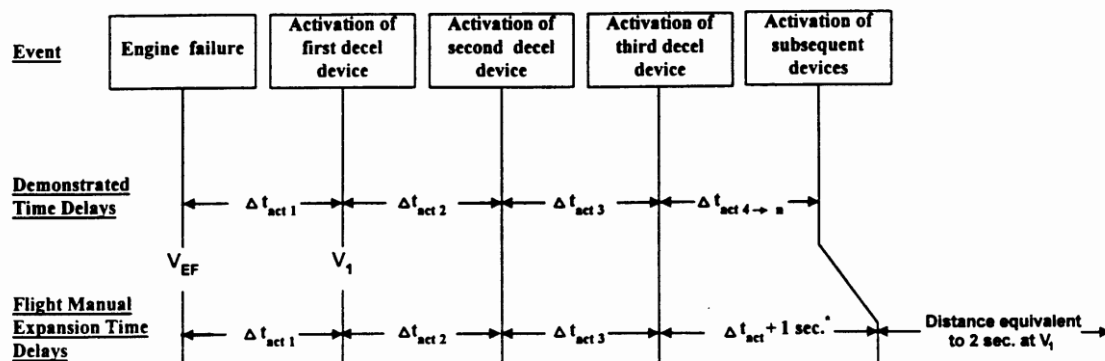 Event
Engine failure
Activation of
first decel
device
Activation of
second decel
device
Activation of
third decel
device
Activation of
subsequent
devices
Demonstrated
Time Delays
Δ t act 1
Δ t act 2
Δ t act 3
Δ t act 4→ n
V EF
V 1
Flight Manual
Expansion Time
Delays
Δ t act 1
Δ t act 2
Δ t act 3
Δ t act + 1 sec.*
Distance equivalent
to 2 sec. at V 1